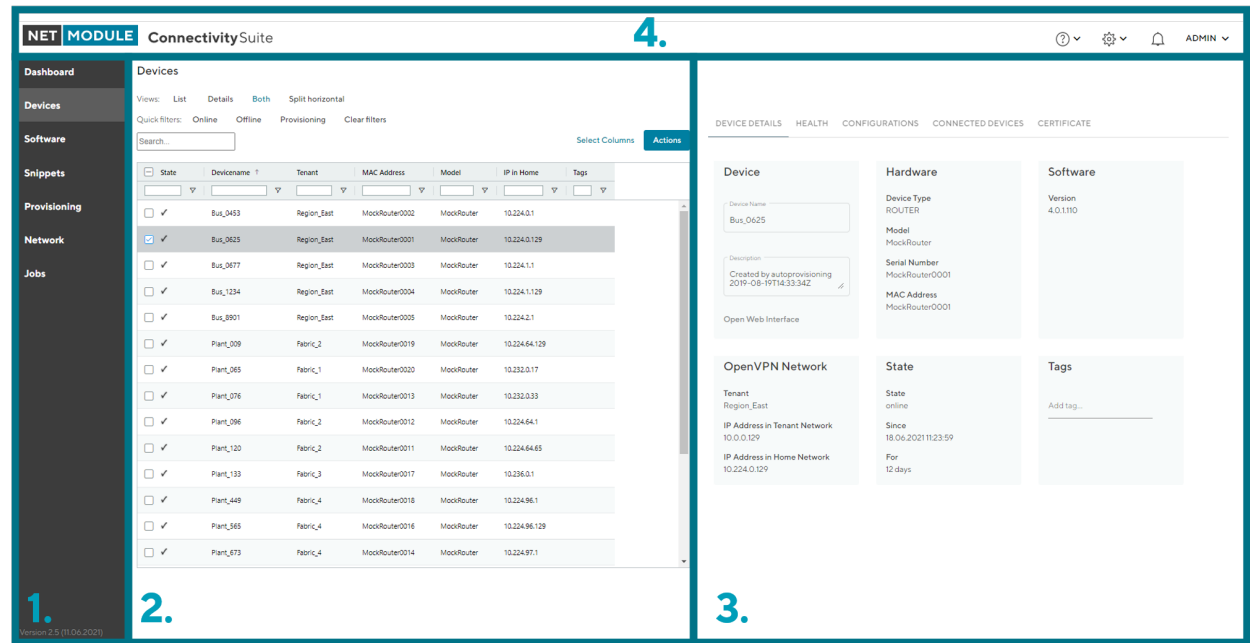 NET MODULE ConnectivitySuite
4.
ADMIN
Dashboard
Devices
Software
Snippets
Provisioning
Network
Jobs
1.
Version 2.5 (11.06.2021)
Devices
Views: List Details Both Split horizontal
Quick filters: Online Offline Provisioning Clear filters
Search...
Select Columns Actions
State Devicename ↑ Tenant MAC Address Model IP in Home Tags
Bus_0453 Region_East MockRouter0002 MockRouter 10.224.0.1
Bus_0625 Region_East MockRouter0001 MockRouter 10.224.0.129
Bus_0677 Region_East MockRouter0003 MockRouter 10.224.1.1
Bus_1234 Region_East MockRouter0004 MockRouter 10.224.1.129
Bus_8901 Region_East MockRouter0005 MockRouter 10.224.2.1
Plant_009 Fabric_2 MockRouter0019 MockRouter 10.224.64.129
Plant_065 Fabric_1 MockRouter0020 MockRouter 10.232.0.17
Plant_076 Fabric_1 MockRouter0013 MockRouter 10.232.0.33
Plant_096 Fabric_2 MockRouter0012 MockRouter 10.224.64.1
Plant_120 Fabric_2 MockRouter0011 MockRouter 10.224.64.65
Plant_133 Fabric_3 MockRouter0017 MockRouter 10.236.0.1
Plant_449 Fabric_4 MockRouter0018 MockRouter 10.224.96.1
Plant_565 Fabric_4 MockRouter0016 MockRouter 10.224.96.129
Plant_673 Fabric_4 MockRouter0014 MockRouter 10.224.97.1
2.
DEVICE DETAILS HEALTH CONFIGURATIONS CONNECTED DEVICES CERTIFICATE
Device
Device Name
Bus_0625
Description
Created by autoprovisioning
2019-08-19T14:33:34Z
Open Web Interface
Hardware
Device Type
ROUTER
Model
MockRouter
Serial Number
MockRouter0001
MAC Address
MockRouter0001
Software
Version
4.0.1.110
OpenVPN Network
Tenant
Region_East
IP Address in Tenant Network
10.0.0.129
IP Address in Home Network
10.224.0.129
State
State
online
Since
18.06.2021 11:23:59
For
12 days
Tags
Add tag...
3.